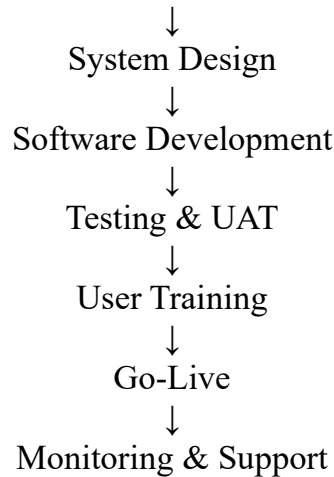 ↓
System Design
↓
Software Development
↓
Testing & UAT
↓
User Training
↓
Go-Live
↓
Monitoring & Support